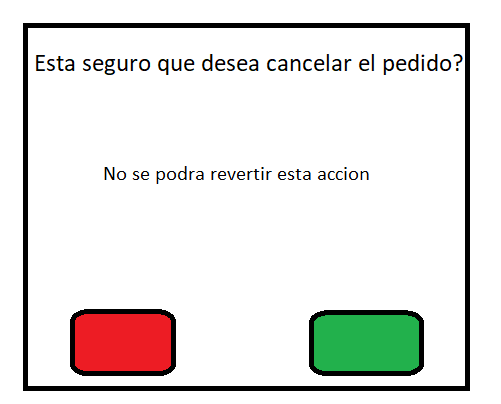 Esta seguro que desea cancelar el pedido?
No se podra revertir esta accion